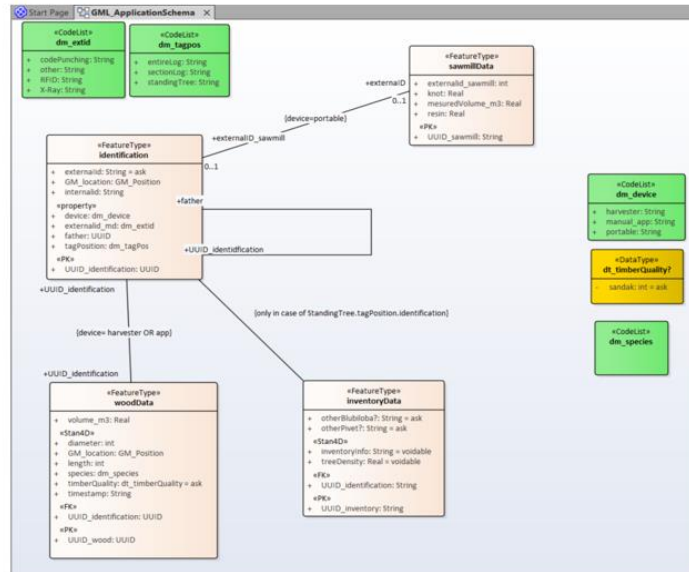 Start Page
GML_ApplicationSchema
«CodeList»
dm_extid
+ codePunching: String
+ other: String
+ RFID: String
+ X-Ray: String
«CodeList»
dm_tagpos
+ entireLog: String
+ sectionLog: String
+ standingTree: String
«FeatureType»
sawmillData
+ externalid_sawmill: int
+ knot: Real
+ mesuredVolume_m3: Real
+ resin: Real
«PK»
+ UUID_sawmill: String
+externalID
0..1
{device=portable}
+externalID_sawmill
0..1
«FeatureType»
identification
+ externalid: String = ask
+ GM_location: GM_Position
+ internalid: String
«property»
+ device: dm_device
+ externalid_md: dm_extid
+ father: UUID
+ tagPosition: dm_tagPos
«PK»
+ UUID_identification: UUID
+father
+UUID_identidfication
«CodeList»
dm_device
+ harvester: String
+ manual_app: String
+ portable: String
«DataType»
dt_timberQuality?
- sandak: int = ask
«CodeList»
dm_species
+UUID_identification
{device= harvester OR app}
+UUID_identification
{only in case of StandingTree.tagPosition.identification}
«FeatureType»
woodData
+ volume_m3: Real
«Stan4D»
+ diameter: int
+ GM_location: GM_Position
+ length: int
+ species: dm_species
+ timberQuality: dt_timberQuality = ask
+ timestamp: String
«FK»
+ UUID_identification: UUID
«PK»
+ UUID_wood: UUID
«FeatureType»
inventoryData
+ otherBlubiloba?: String = ask
+ otherPivet?: String = ask
«Stan4D»
+ inventoryInfo: String = voidable
+ treeDensity: Real = voidable
«FK»
+ UUID_identification: String
«PK»
+ UUID_inventory: String